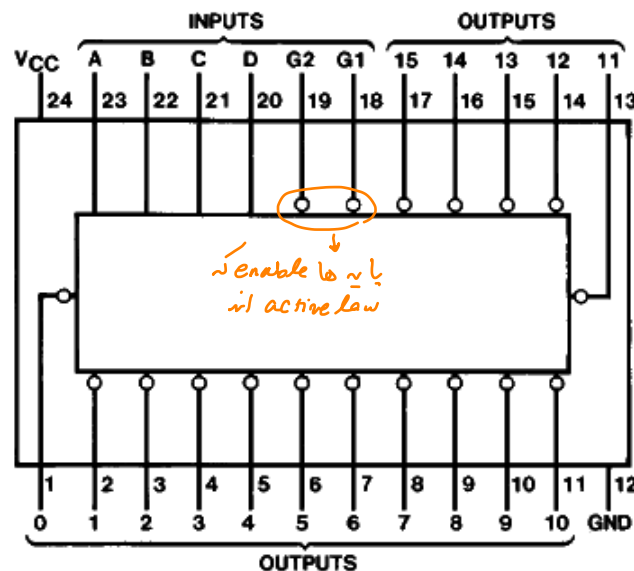 INPUTS OUTPUTS
VCC A B C D G2 G1 15 14 13 12 11
24 23 22 21 20 19 18 17 16 15 14 13
enable پایه ها
active law اند
1 2 3 4 5 6 7 8 9 10 11 12
0 1 2 3 4 5 6 7 8 9 10 GND
OUTPUTS